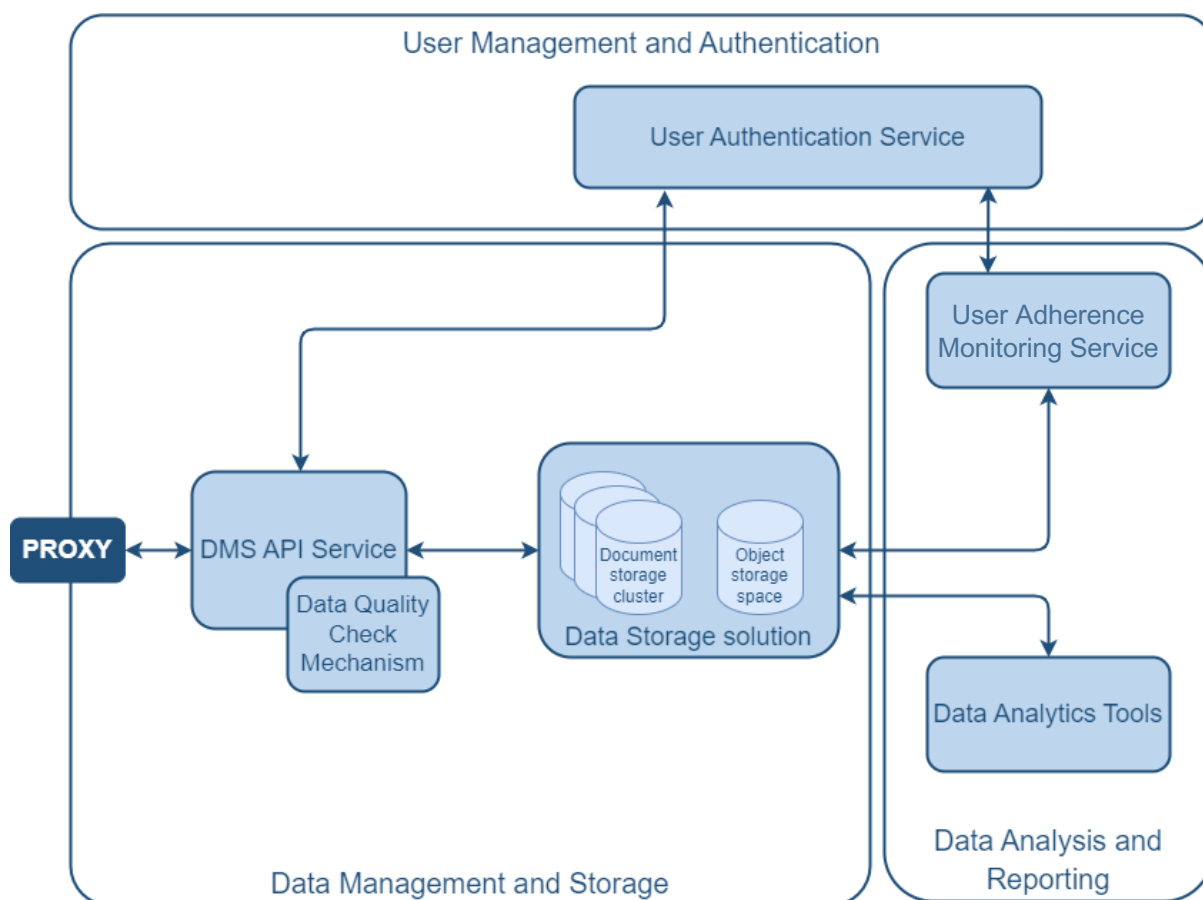 User Management and Authentication
User Authentication Service
User Adherence
Monitoring Service
PROXY
DMS API Service
Data Quality
Check
Mechanism
Document
storage
cluster
Object
storage
space
Data Storage solution
Data Analytics Tools
Data Management and Storage
Data Analysis and
Reporting